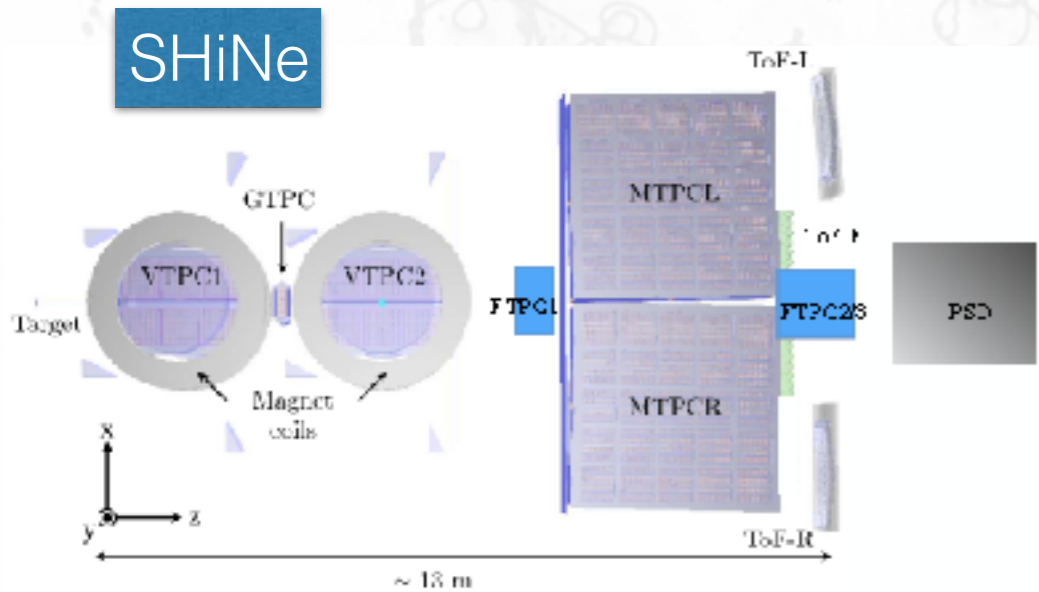 SHiNe
ToF-L
MTPCL
GTPC
VTPC1
VTPC2
FTPC1
FTPC2/3
PSD
Target
Magnet
coils
MTPCR
x
y
z
ToF-R
~ 13 m